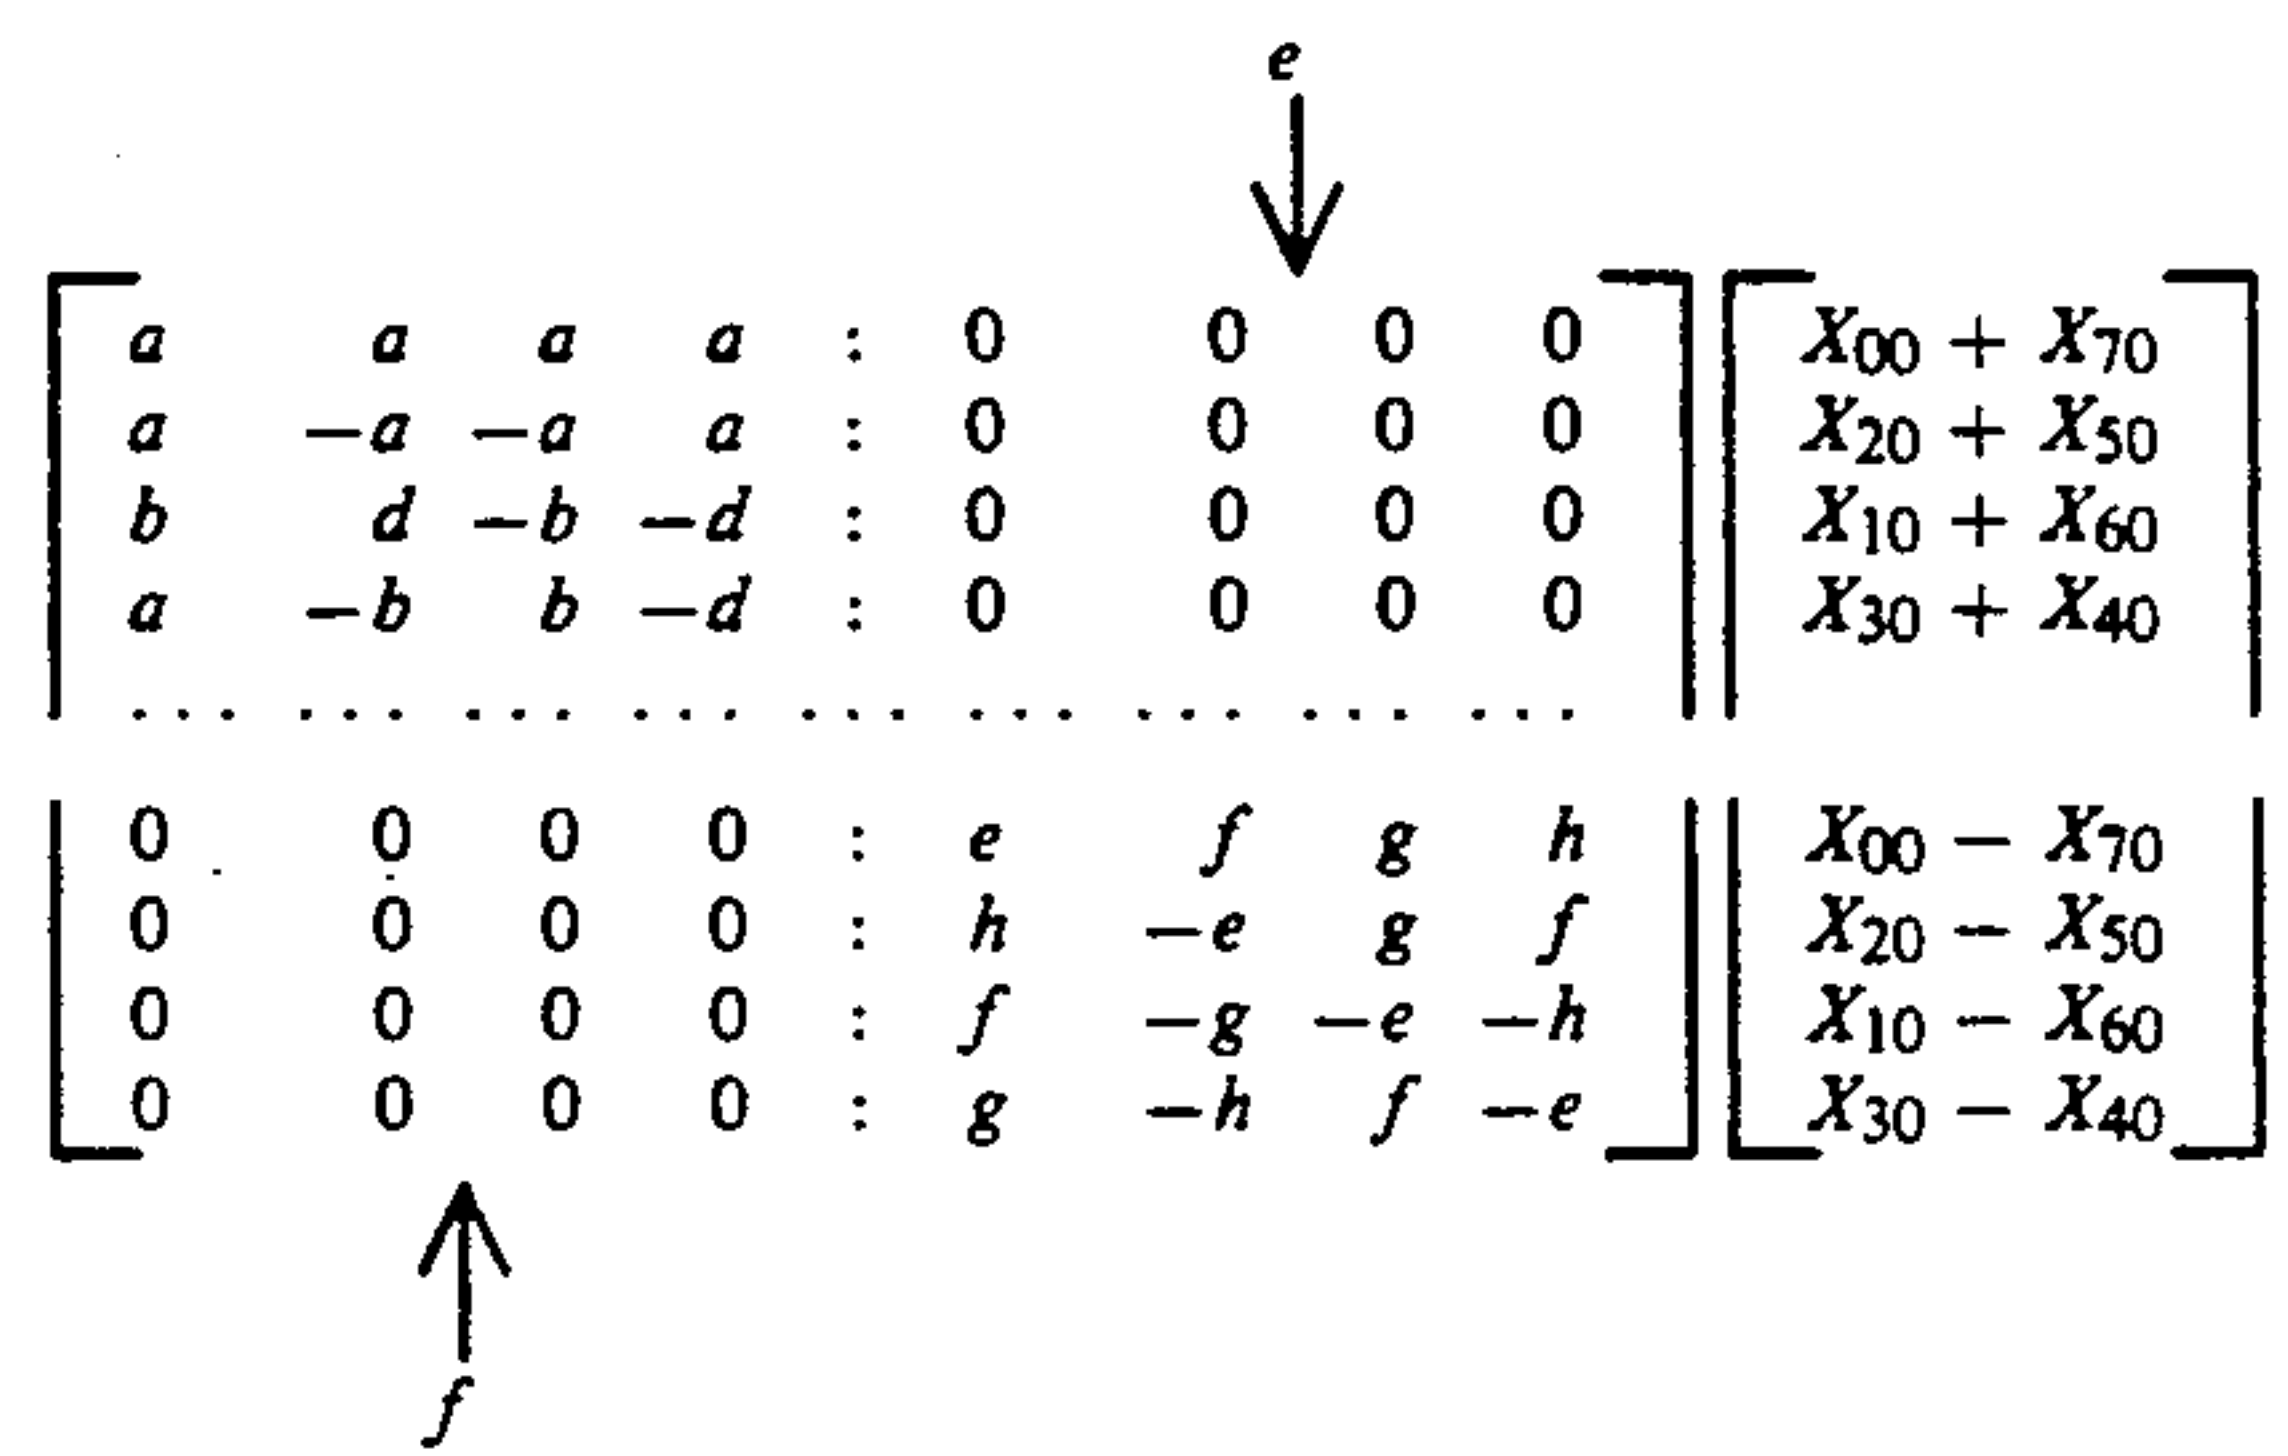 e
a a a a : 0 0 0 0 X00 + X70
a −a −a a : 0 0 0 0 X20 + X50
b d −b −d : 0 0 0 0 X10 + X60
a −b b −d : 0 0 0 0 X30 + X40
... ... ... ... ... ... ... ... ...
0 0 0 0 : e f g h X00 − X70
0 0 0 0 : h −e g f X20 − X50
0 0 0 0 : f −g −e −h X10 − X60
0 0 0 0 : g −h f −e X30 − X40
f